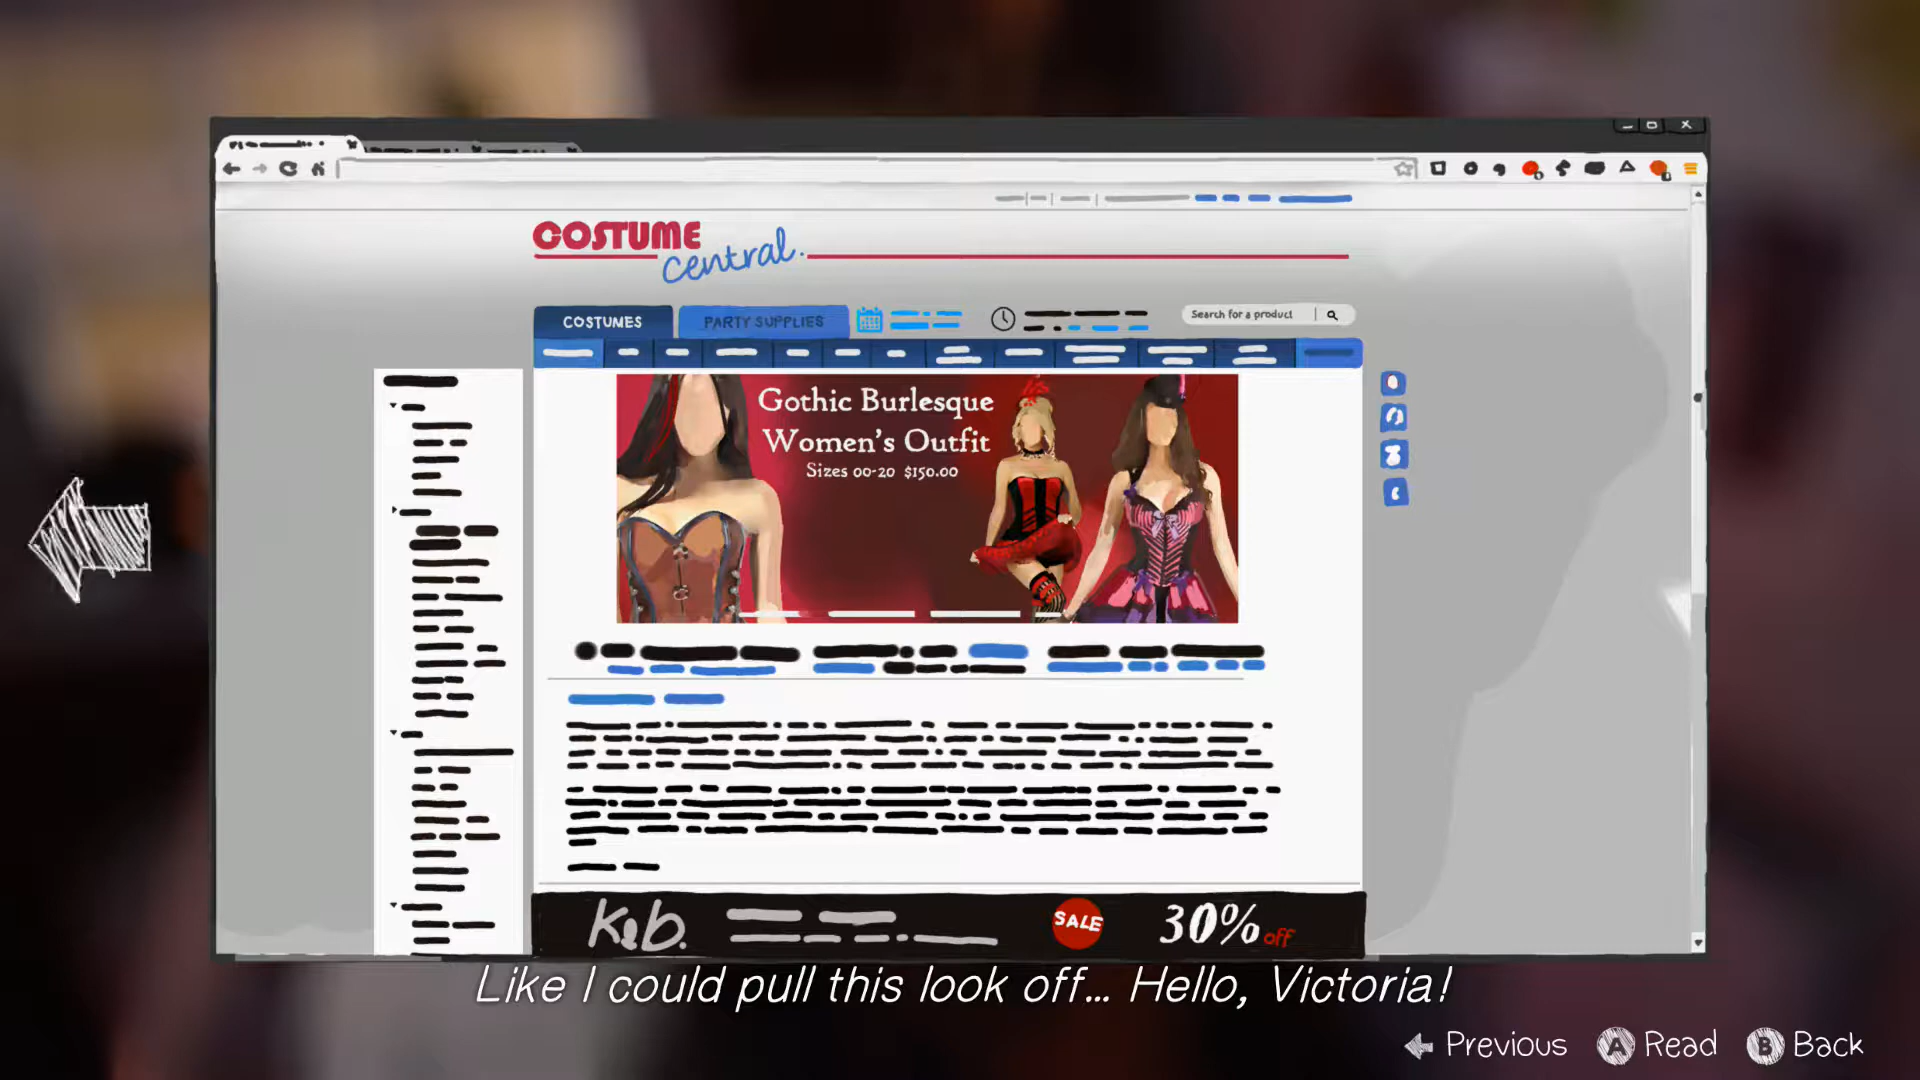 COSTUME
central.
COSTUMES
PARTY SUPPLIES
Search for a product
Gothic Burlesque
Women's Outfit
Sizes 00-20 $150.00
K&b.
SALE
30% off
Like I could pull this look off... Hello, Victoria!
Previous
A Read
B Back